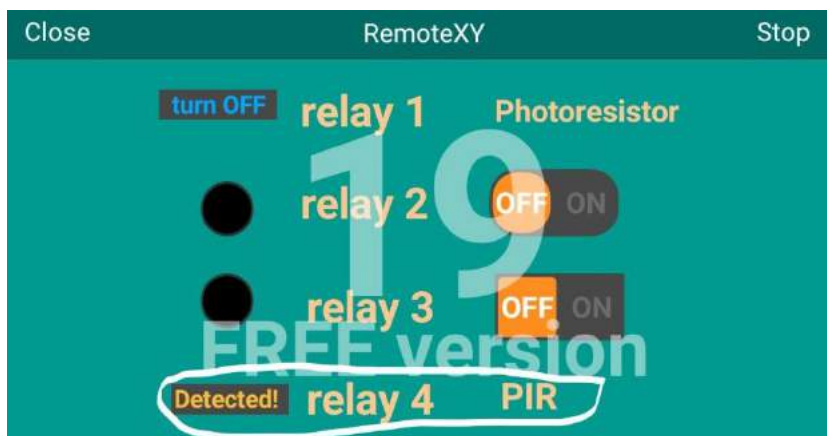 Close RemoteXY Stop
turn OFF relay 1 Photoresistor
19
relay 2 OFF ON
relay 3 OFF ON
FREE version
Detected! relay 4 PIR